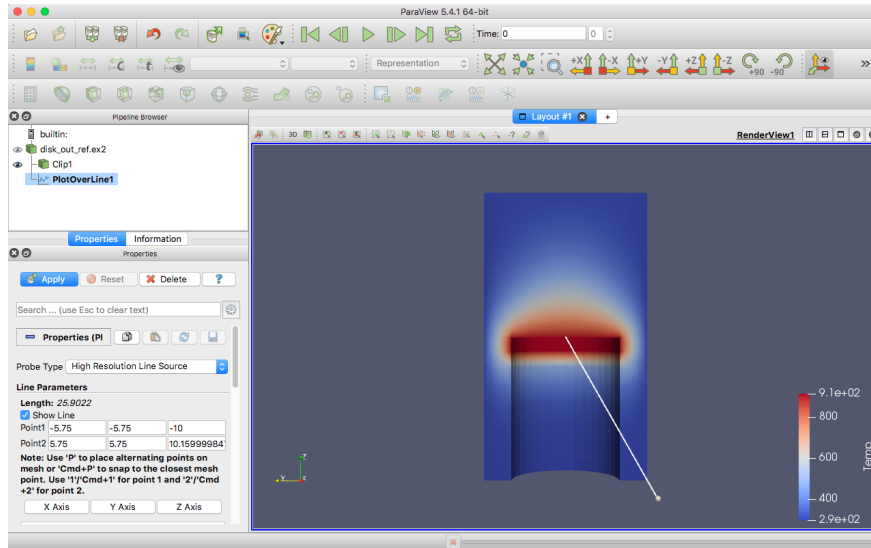 ParaView 5.4.1 64-bit
Time: 0 0
Representation
+X -X +Y -Y +Z -Z +90 -90 »
Pipeline Browser
builtin:
disk_out_ref.ex2
Clip1
PlotOverLine1
Properties Information
Properties
Apply Reset Delete ?
Search ... (use Esc to clear text)
Properties (Pl
Probe Type High Resolution Line Source
Line Parameters
Length: 25.9022
Show Line
Point1 -5.75 -5.75 -10
Point2 5.75 5.75 10.15999984
Note: Use 'P' to place alternating points on
mesh or 'Cmd+P' to snap to the closest mesh
point. Use '1'/'Cmd+1' for point 1 and '2'/'Cmd
+2' for point 2.
X Axis Y Axis Z Axis
Layout #1 +
3D
RenderView1
Z
Y
9.1e+02
800
600
400
2.9e+02
Temp